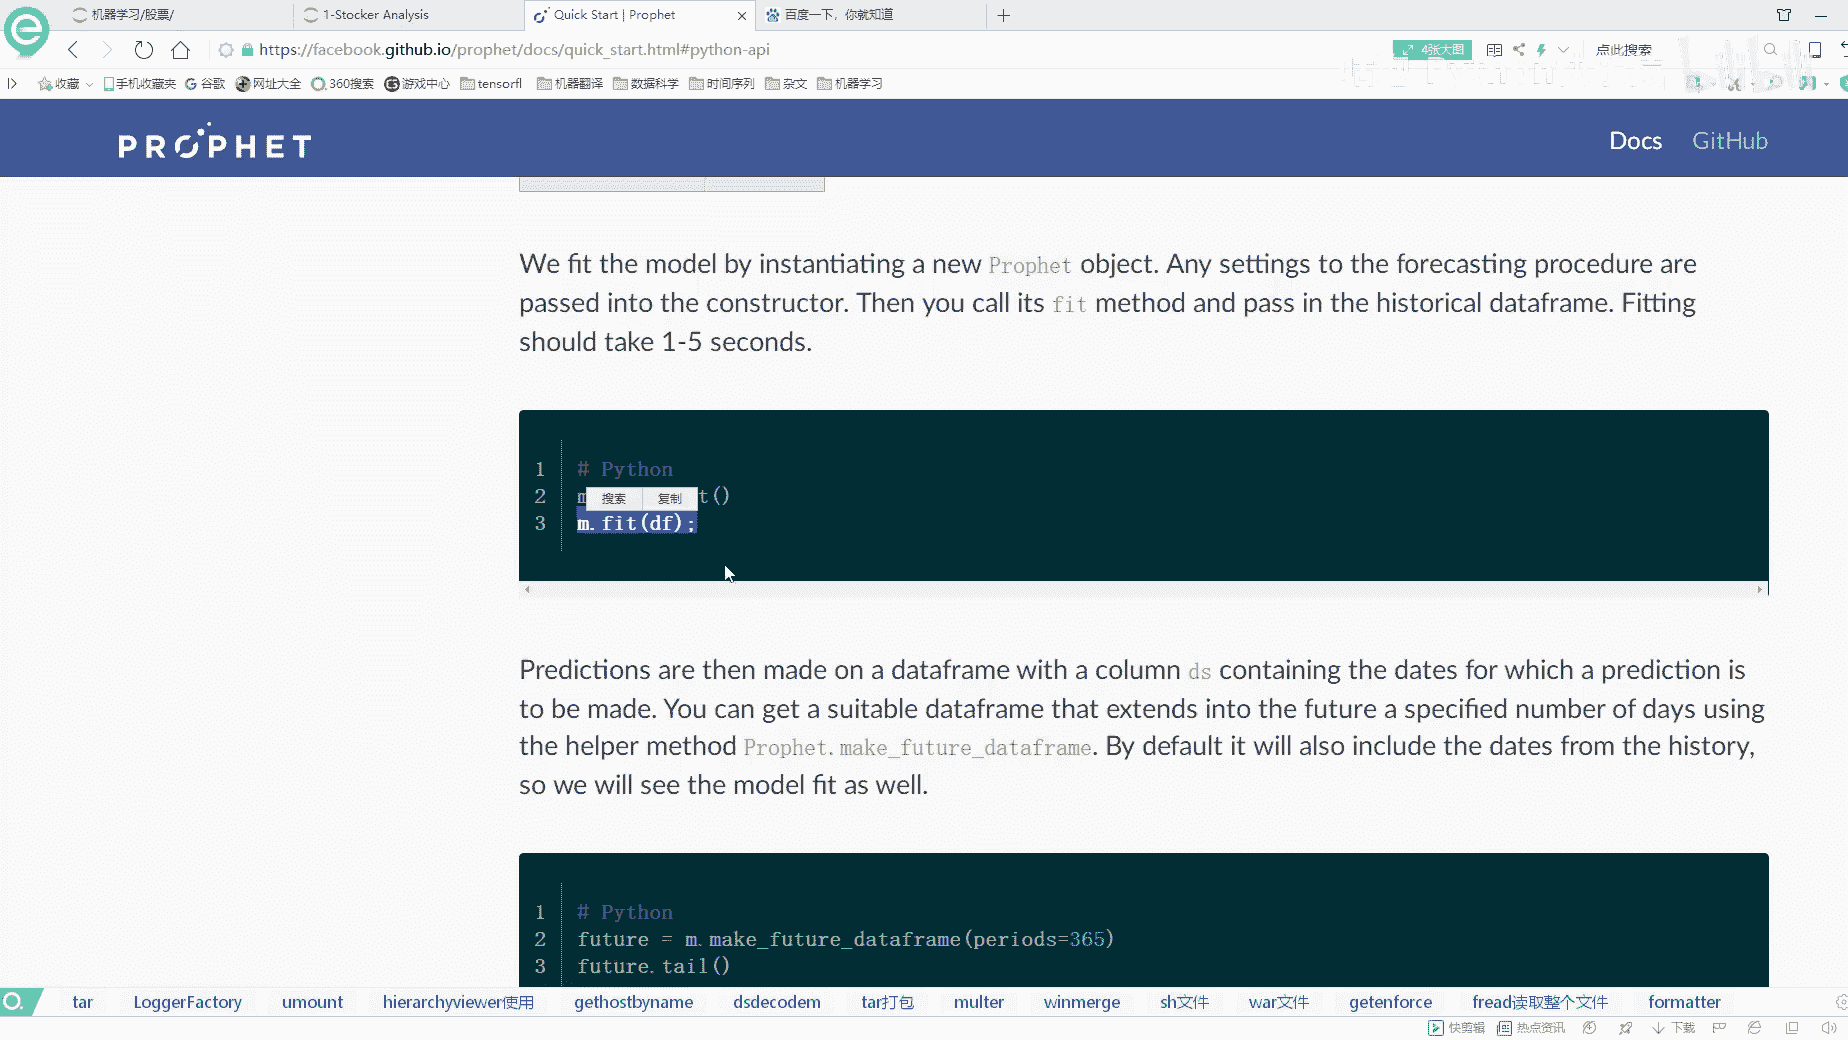 机器学习/股票/
1-Stocker Analysis
Quick Start | Prophet
百度一下，你就知道
https://facebook.github.io/prophet/docs/quick_start.html#python-api
4张大图
点此搜索
收藏
手机收藏夹
谷歌
网址大全
360搜索
游戏中心
tensorfl
机器翻译
数据科学
时间序列
杂文
机器学习
PROPHET
Docs
GitHub
We fit the model by instantiating a new Prophet object. Any settings to the forecasting procedure are
passed into the constructor. Then you call its fit method and pass in the historical dataframe. Fitting
should take 1-5 seconds.
1 # Python
搜索 复制
2 m t()
3 m.fit(df);
Predictions are then made on a dataframe with a column ds containing the dates for which a prediction is
to be made. You can get a suitable dataframe that extends into the future a specified number of days using
the helper method Prophet.make_future_dataframe. By default it will also include the dates from the history,
so we will see the model fit as well.
1 # Python
2 future = m.make_future_dataframe(periods=365)
3 future.tail()
tar
LoggerFactory
umount
hierarchyviewer使用
gethostbyname
dsdecodem
tar打包
multer
winmerge
sh文件
war文件
getenforce
fread读取整个文件
formatter
快剪辑
热点资讯
下载